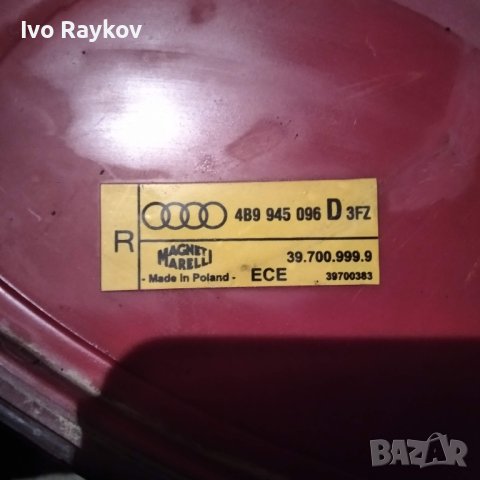 Ivo Raykov
R
4B9 945 096 D 3FZ
MAGNETI MARELLI
39.700.999.9
- Made in Poland - ECE 39700383
BAZAR